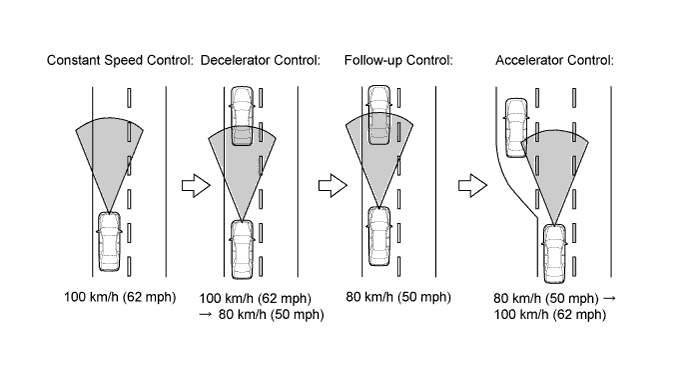 Constant Speed Control:
Decelerator Control:
Follow-up Control:
Accelerator Control:
100 km/h (62 mph)
100 km/h (62 mph)
→ 80 km/h (50 mph)
80 km/h (50 mph)
80 km/h (50 mph) →
100 km/h (62 mph)